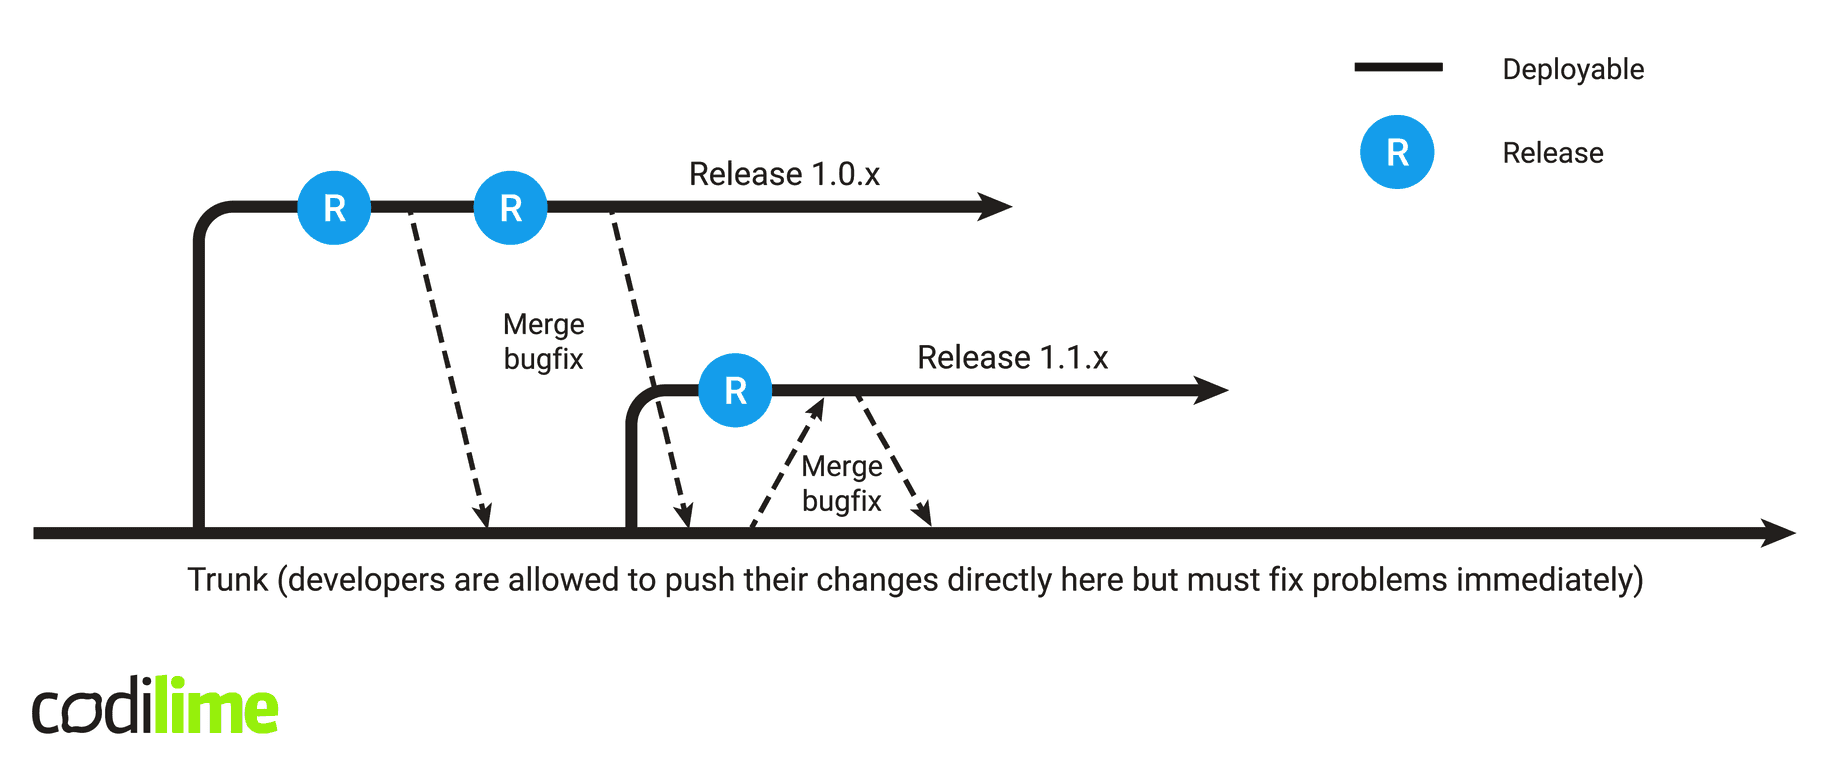 Deployable
R
Release
Release 1.0.x
R
R
Merge
bugfix
Release 1.1.x
R
Merge
bugfix
Trunk (developers are allowed to push their changes directly here but must fix problems immediately)
codilime